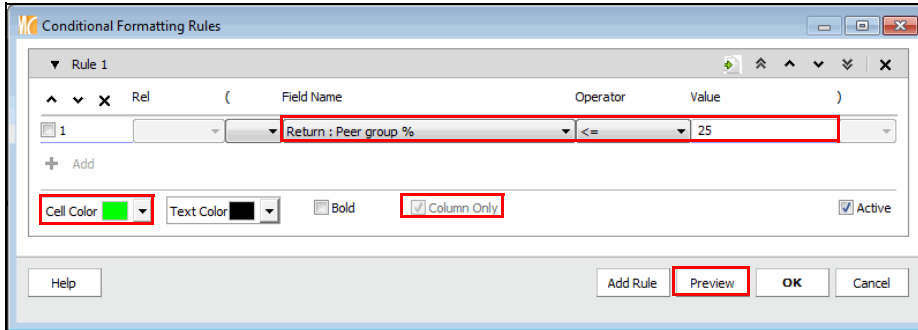 Conditional Formatting Rules
Rule 1
Rel ( Field Name Operator Value )
1 Return : Peer group % <= 25
Add
Cell Color Text Color Bold Column Only Active
Help Add Rule Preview OK Cancel